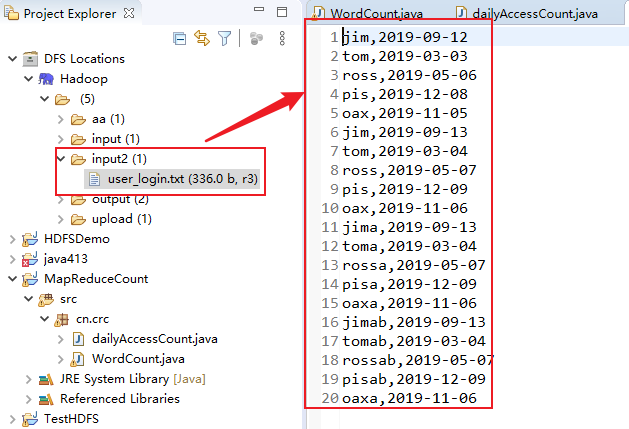 Project Explorer
DFS Locations
Hadoop
(5)
aa (1)
input (1)
input2 (1)
user_login.txt (336.0 b, r3)
output (2)
upload (1)
HDFSDemo
java413
MapReduceCount
src
cn.crc
dailyAccessCount.java
WordCount.java
JRE System Library [Java]
Referenced Libraries
TestHDFS
WordCount.java dailyAccessCount.java
1 jim,2019-09-12
2 tom,2019-03-03
3 ross,2019-05-06
4 pis,2019-12-08
5 oax,2019-11-05
6 jim,2019-09-13
7 tom,2019-03-04
8 ross,2019-05-07
9 pis,2019-12-09
10 oax,2019-11-06
11 jima,2019-09-13
12 toma,2019-03-04
13 rossa,2019-05-07
14 pisa,2019-12-09
15 oaxa,2019-11-06
16 jimab,2019-09-13
17 tomab,2019-03-04
18 rossab,2019-05-07
19 pisab,2019-12-09
20 oaxa,2019-11-06